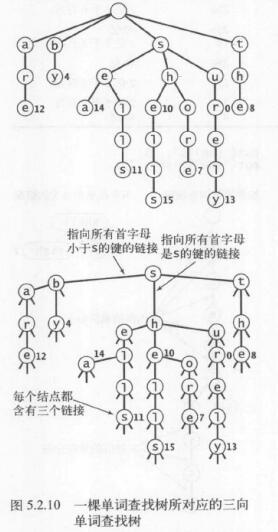 a b s t
r y 4 e h u h
e 12 a 14 l e 10 o r 0 e 8
l l r e
s 11 l e 7 l
s 15 y 13
指向所有首字母
小于S的键的链接
指向所有首字母
是S的键的链接
a b s t
r y 4 e h u h
e 12 a 14 l e 10 o r 0 e 8
l l r e
每个结点都
含有三个链接
s 11 l e 7 l
s 15 y 13
图 5.2.10 一棵单词查找树所对应的三向
单词查找树